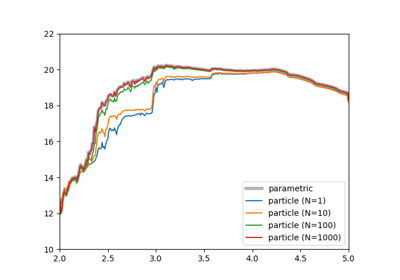 22
20
18
16
14
12
10
2.0 2.5 3.0 3.5 4.0 4.5 5.0
parametric
particle (N=1)
particle (N=10)
particle (N=100)
particle (N=1000)